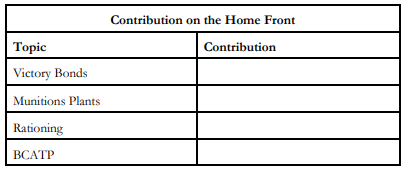 Contribution on the Home Front
Topic Contribution
Victory Bonds
Munitions Plants
Rationing
BCATP